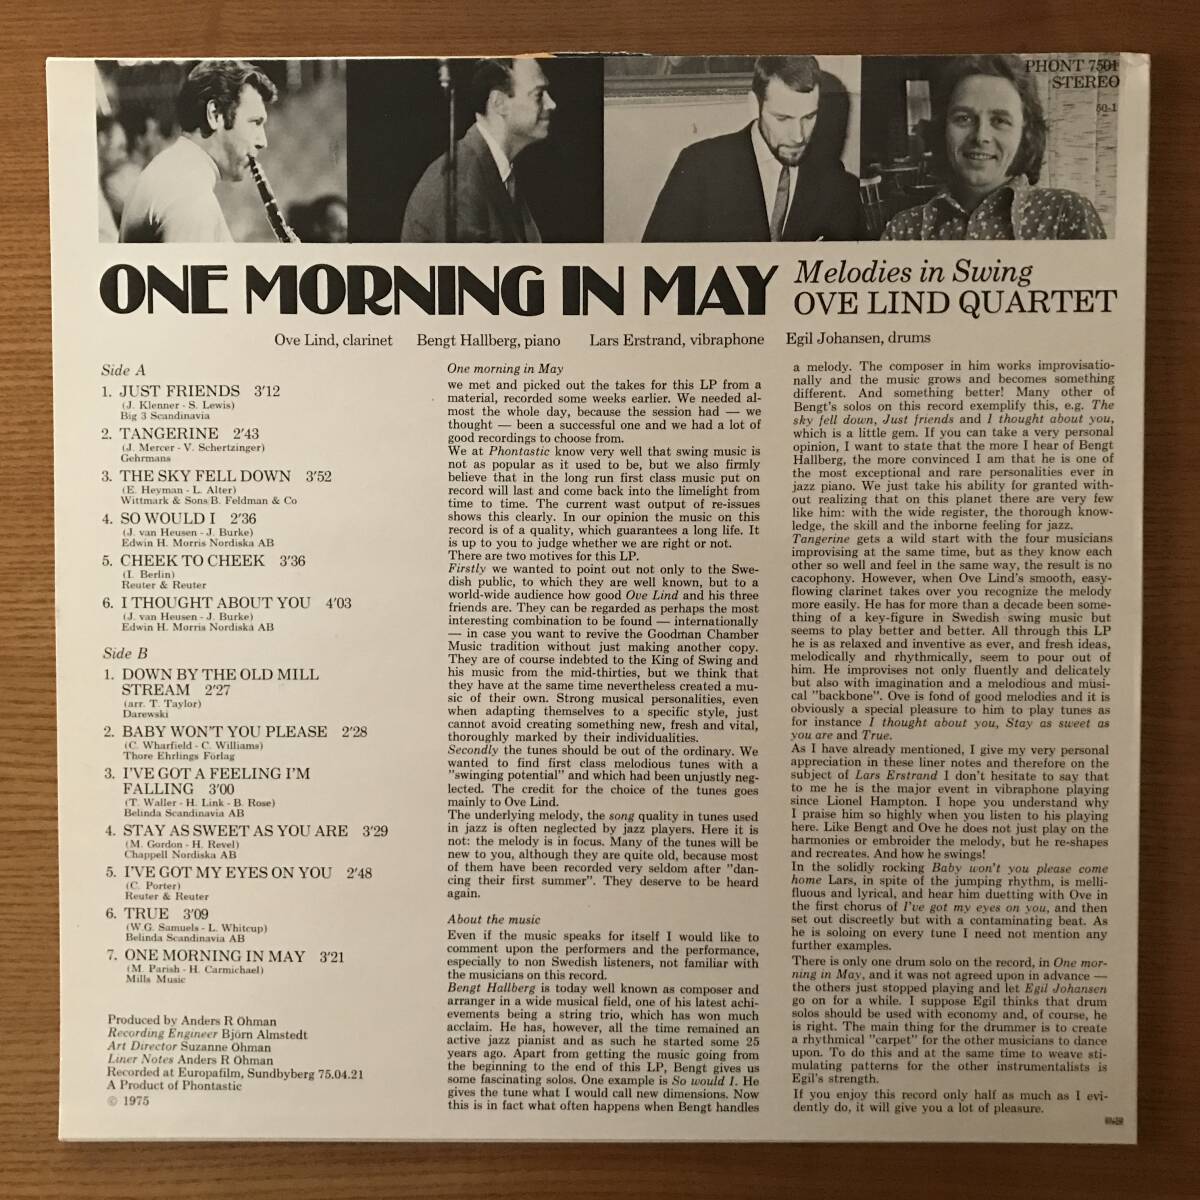 PHONT 7501
STEREO
50-1
ONE MORNING IN MAY
Melodies in Swing
OVE LIND QUARTET
Ove Lind, clarinet Bengt Hallberg, piano Lars Erstrand, vibraphone Egil Johansen, drums
Side A
1. JUST FRIENDS 3'12
(J. Klenner - S. Lewis)
Big 3 Scandinavia
2. TANGERINE 2'43
(J. Mercer - V. Schertzinger)
Gehrmans
3. THE SKY FELL DOWN 3'52
(E. Heyman - L. Alter)
Wittmark & Sons B. Feldman & Co
4. SO WOULD I 2'36
(J. van Heusen - J. Burke)
Edwin H. Morris Nordiska AB
5. CHEEK TO CHEEK 3'36
(I. Berlin)
Reuter & Reuter
6. I THOUGHT ABOUT YOU 4'03
(J. van Heusen - J. Burke)
Edwin H. Morris Nordiska AB
Side B
1. DOWN BY THE OLD MILL
STREAM 2'27
(arr. T. Taylor)
Darewski
2. BABY WON'T YOU PLEASE 2'28
(C. Wharfield - C. Williams)
Thore Ehrlings Förlag
3. I'VE GOT A FEELING I'M
FALLING 3'00
(T. Waller - H. Link - B. Rose)
Belinda Scandinavia AB
4. STAY AS SWEET AS YOU ARE 3'29
(M. Gordon - H. Revel)
Chappell Nordiska AB
5. I'VE GOT MY EYES ON YOU 2'48
(C. Porter)
Reuter & Reuter
6. TRUE 3'09
(W.G. Samuels - L. Whitcup)
Belinda Scandinavia AB
7. ONE MORNING IN MAY 3'21
(M. Parish - H. Carmichael)
Mills Music
Produced by Anders R Öhman
Recording Engineer Björn Almstedt
Art Director Suzanne Öhman
Liner Notes Anders R Öhman
Recorded at Europafilm, Sundbyberg 75.04.21
A Product of Phontastic
© 1975
One morning in May
we met and picked out the takes for this LP from a
material, recorded some weeks earlier. We needed al-
most the whole day, because the session had — we
thought — been a successful one and we had a lot of
good recordings to choose from.
We at Phontastic know very well that swing music is
not as popular as it used to be, but we also firmly
believe that in the long run first class music put on
record will last and come back into the limelight from
time to time. The current wast output of re-issues
shows this clearly. In our opinion the music on this
record is of a quality, which guarantees a long life. It
is up to you to judge whether we are right or not.
There are two motives for this LP.
Firstly we wanted to point out not only to the Swe-
dish public, to which they are well known, but to a
world-wide audience how good Ove Lind and his three
friends are. They can be regarded as perhaps the most
interesting combination to be found — internationally
— in case you want to revive the Goodman Chamber
Music tradition without just making another copy.
They are of course indebted to the King of Swing and
his music from the mid-thirties, but we think that
they have at the same time nevertheless created a mu-
sic of their own. Strong musical personalities, even
when adapting themselves to a specific style, just
cannot avoid creating something new, fresh and vital,
thoroughly marked by their individualities.
Secondly the tunes should be out of the ordinary. We
wanted to find first class melodious tunes with a
"swinging potential" and which had been unjustly neg-
lected. The credit for the choice of the tunes goes
mainly to Ove Lind.
The underlying melody, the song quality in tunes used
in jazz is often neglected by jazz players. Here it is
not: the melody is in focus. Many of the tunes will be
new to you, although they are quite old, because most
of them have been recorded very seldom after "dan-
cing their first summer". They deserve to be heard
again.
About the music
Even if the music speaks for itself I would like to
comment upon the performers and the performance,
especially to non Swedish listeners, not familiar with
the musicians on this record.
Bengt Hallberg is today well known as composer and
arranger in a wide musical field, one of his latest achi-
evements being a string trio, which has won much
acclaim. He has, however, all the time remained an
active jazz pianist and as such he started some 25
years ago. Apart from getting the music going from
the beginning to the end of this LP, Bengt gives us
some fascinating solos. One example is So would I. He
gives the tune what I would call new dimensions. Now
this is in fact what often happens when Bengt handles
a melody. The composer in him works improvisatio-
nally and the music grows and becomes something
different. And something better! Many other of
Bengt's solos on this record exemplify this, e.g. The
sky fell down, Just friends and I thought about you,
which is a little gem. If you can take a very personal
opinion, I want to state that the more I hear of Bengt
Hallberg, the more convinced I am that he is one of
the most exceptional and rare personalities ever in
jazz piano. We just take his ability for granted with-
out realizing that on this planet there are very few
like him: with the wide register, the thorough know-
ledge, the skill and the inborne feeling for jazz.
Tangerine gets a wild start with the four musicians
improvising at the same time, but as they know each
other so well and feel in the same way, the result is no
cacophony. However, when Ove Lind's smooth, easy-
flowing clarinet takes over you recognize the melody
more easily. He has for more than a decade been some-
thing of a key-figure in Swedish swing music but
seems to play better and better. All through this LP
he is as relaxed and inventive as ever, and fresh ideas,
melodically and rhythmically, seem to pour out of
him. He improvises not only fluently and delicately
but also with imagination and a melodious and musi-
cal "backbone". Ove is fond of good melodies and it is
obviously a special pleasure to him to play tunes as
for instance I thought about you, Stay as sweet as
you are and True.
As I have already mentioned, I give my very personal
appreciation in these liner notes and therefore on the
subject of Lars Erstrand I don't hesitate to say that
to me he is the major event in vibraphone playing
since Lionel Hampton. I hope you understand why
I praise him so highly when you listen to his playing
here. Like Bengt and Ove he does not just play on the
harmonies or embroider the melody, but he re-shapes
and recreates. And how he swings!
In the solidly rocking Baby won't you please come
home Lars, in spite of the jumping rhythm, is melli-
fluous and lyrical, and hear him duetting with Ove in
the first chorus of I've got my eyes on you, and then
set out discreetly but with a contaminating beat. As
he is soloing on every tune I need not mention any
further examples.
There is only one drum solo on the record, in One mor-
ning in May, and it was not agreed upon in advance —
the others just stopped playing and let Egil Johansen
go on for a while. I suppose Egil thinks that drum
solos should be used with economy and, of course, he
is right. The main thing for the drummer is to create
a rhythmical "carpet" for the other musicians to dance
upon. To do this and at the same time to weave sti-
mulating patterns for the other instrumentalists is
Egil's strength.
If you enjoy this record only half as much as I evi-
dently do, it will give you a lot of pleasure.